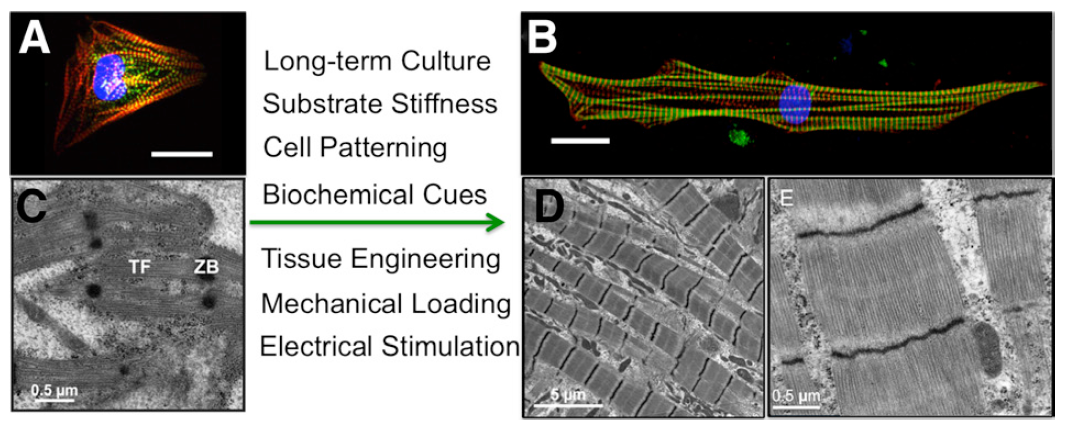 A
Long-term Culture
Substrate Stiffness
Cell Patterning
Biochemical Cues
Tissue Engineering
Mechanical Loading
Electrical Stimulation
B
C
TF ZB
0.5 µm
D
5 µm
E
0.5 µm